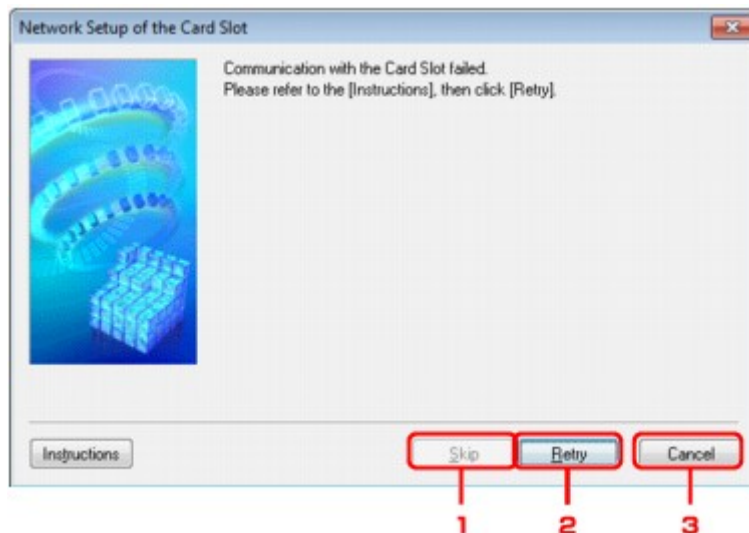 Network Setup of the Card Slot
Communication with the Card Slot failed.
Please refer to the [Instructions], then click [Retry].
Instructions
Skip
Retry
Cancel
1
2
3